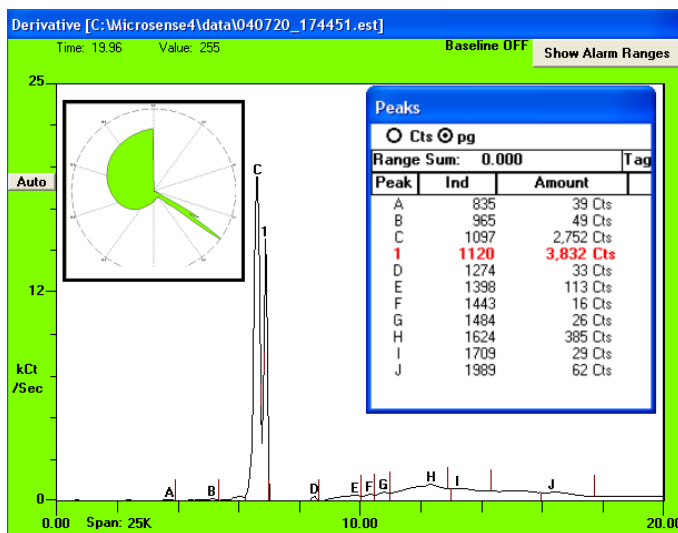 Derivative [C:\Microsense4\data\040720_174451.est]
Time: 19.96 Value: 255 Baseline OFF Show Alarm Ranges
25
Auto
12
kCt
/Sec
0
C
1
A B D E F G H I J
0.00 Span: 25K 10.00 20.00
Peaks
Cts pg
Range Sum: 0.000 Tag
Peak Ind Amount
A 835 39 Cts
B 965 49 Cts
C 1097 2,752 Cts
1 1120 3,832 Cts
D 1274 33 Cts
E 1398 113 Cts
F 1443 16 Cts
G 1484 26 Cts
H 1624 385 Cts
I 1709 29 Cts
J 1989 62 Cts